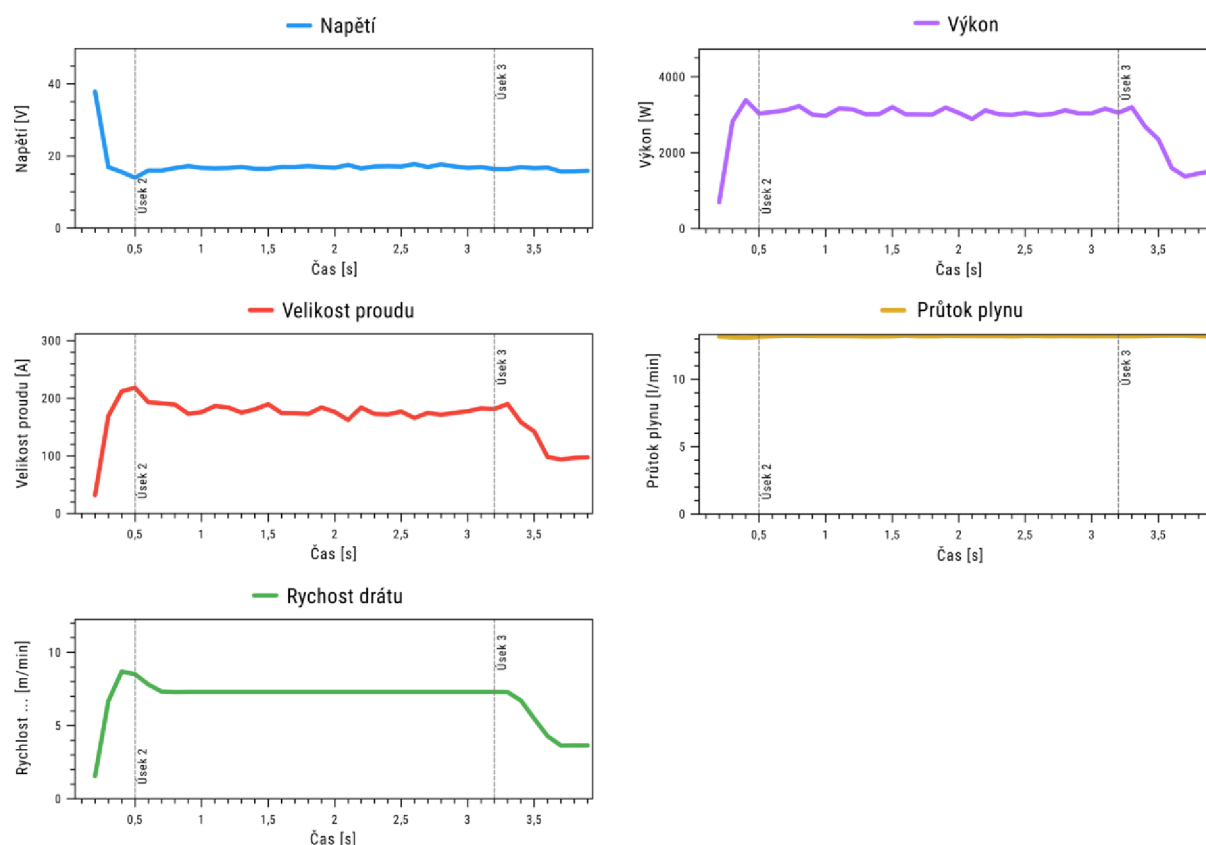 Napětí
Napětí [V]
40
20
0
Úsek 2
Úsek 3
0,5
1
1,5
2
2,5
3
3,5
Čas [s]
Výkon
Výkon [W]
4000
2000
0
Úsek 2
Úsek 3
0,5
1
1,5
2
2,5
3
3,5
Čas [s]
Velikost proudu
Velikost proudu [A]
300
200
100
0
Úsek 2
Úsek 3
0,5
1
1,5
2
2,5
3
3,5
Čas [s]
Průtok plynu
Průtok plynu [l/min]
10
5
0
Úsek 2
Úsek 3
0,5
1
1,5
2
2,5
3
3,5
Čas [s]
Rychost drátu
Rychlost ... [m/min]
10
5
0
Úsek 2
Úsek 3
0,5
1
1,5
2
2,5
3
3,5
Čas [s]